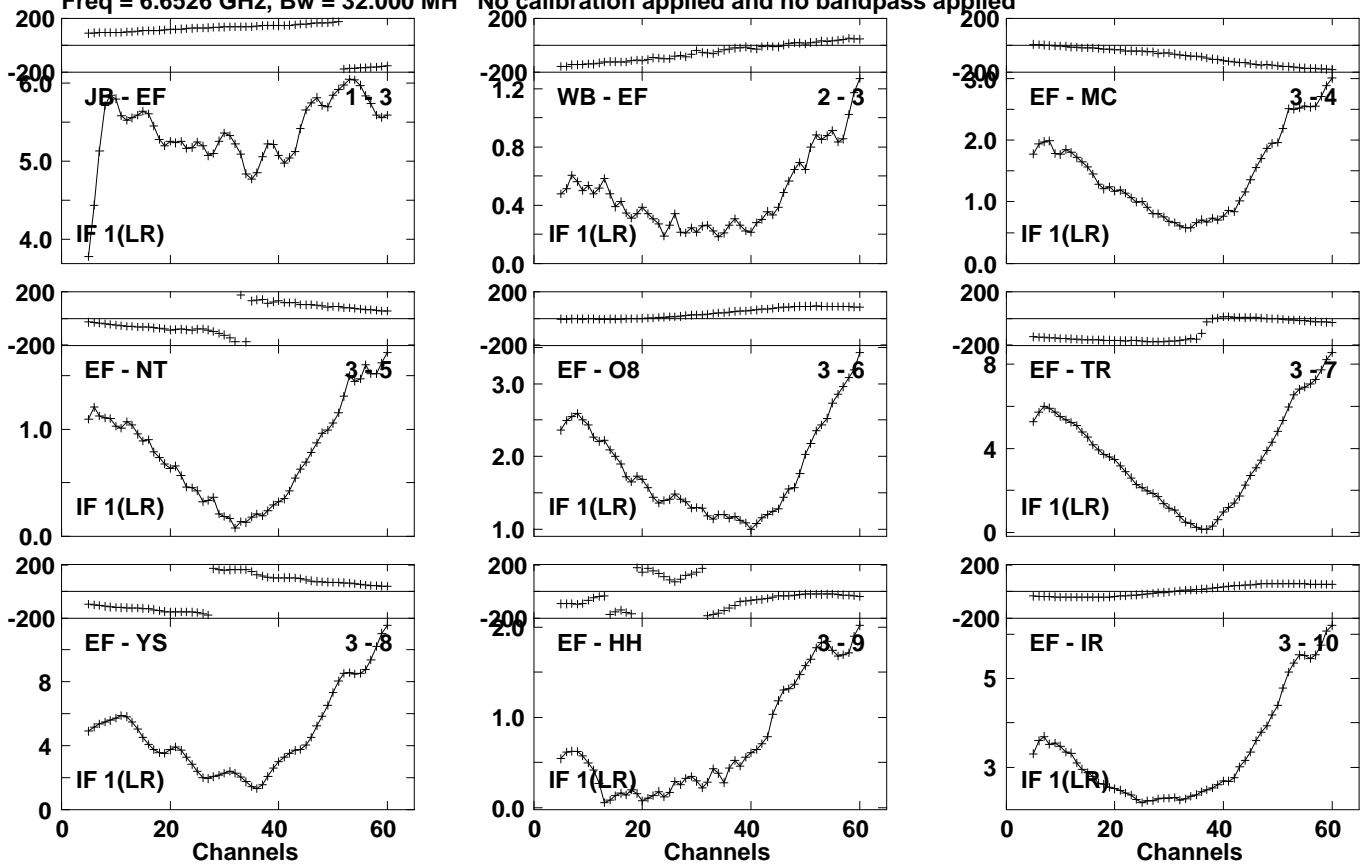 Freq = 6.6526 GHz, Bw = 32.000 MH No calibration applied and no bandpass applied
200
-200
6.0
5.0
4.0
JB - EF
1 - 3
IF 1(LR)
1.2
0.8
0.4
0.0
WB - EF
2 - 3
3.0
2.0
1.0
0.0
EF - MC
3 - 4
IF 1(LR)
200
-200
1.0
0.0
EF - NT
3 - 5
IF 1(LR)
200
-200
3.0
2.0
1.0
EF - O8
3 - 6
IF 1(LR)
200
-200
8
4
0
EF - TR
3 - 7
IF 1(LR)
200
-200
8
4
0
EF - YS
3 - 8
IF 1(LR)
0 20 40 60
Channels
200
-200
2.0
1.0
0.0
EF - HH
3 - 9
IF 1(LR)
0 20 40 60
Channels
200
-200
5
3
EF - IR
3 - 10
IF 1(LR)
0 20 40 60
Channels